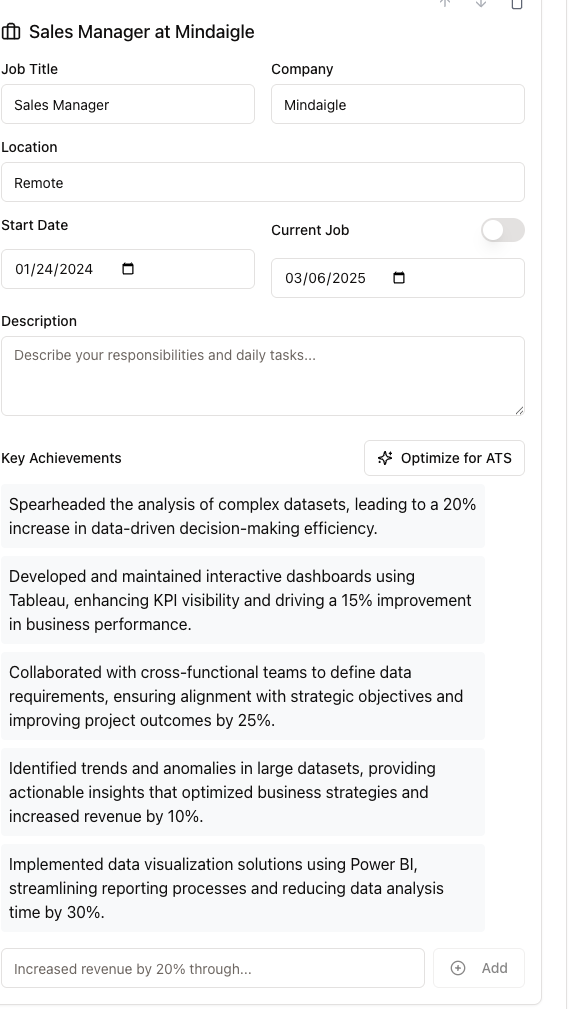 Sales Manager at Mindaigle
Job Title
Company
Sales Manager
Mindaigle
Location
Remote
Start Date
Current Job
01/24/2024
03/06/2025
Description
Describe your responsibilities and daily tasks...
Key Achievements
Optimize for ATS
Spearheaded the analysis of complex datasets, leading to a 20%
increase in data-driven decision-making efficiency.
Developed and maintained interactive dashboards using
Tableau, enhancing KPI visibility and driving a 15% improvement
in business performance.
Collaborated with cross-functional teams to define data
requirements, ensuring alignment with strategic objectives and
improving project outcomes by 25%.
Identified trends and anomalies in large datasets, providing
actionable insights that optimized business strategies and
increased revenue by 10%.
Implemented data visualization solutions using Power BI,
streamlining reporting processes and reducing data analysis
time by 30%.
Increased revenue by 20% through...
Add